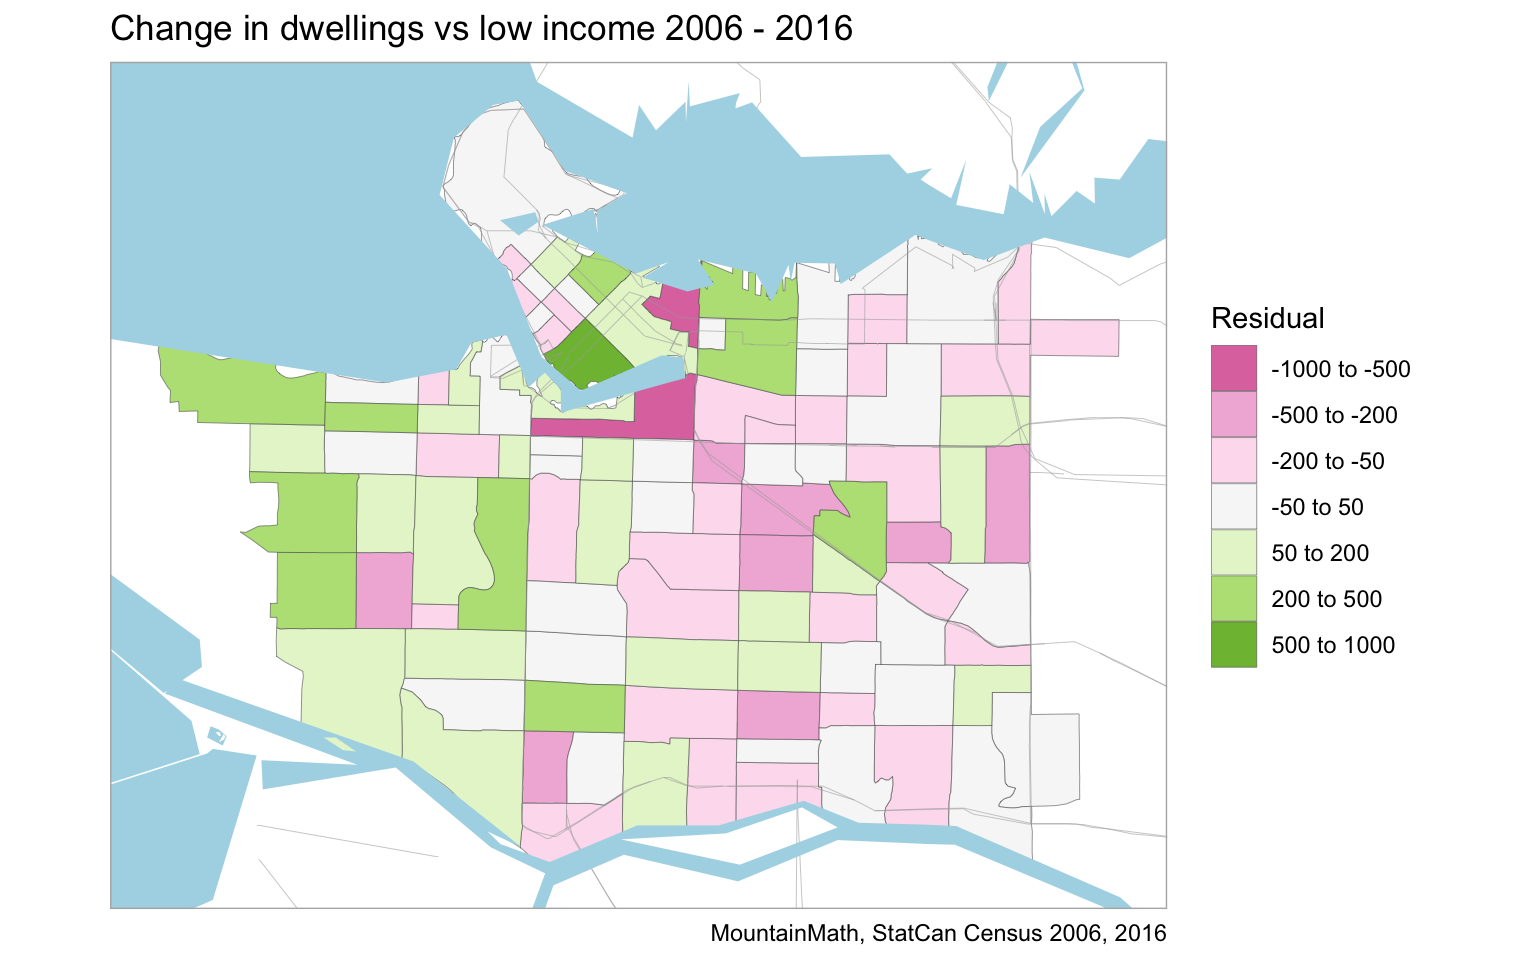 Change in dwellings vs low income 2006 - 2016
Residual
-1000 to -500
-500 to -200
-200 to -50
-50 to 50
50 to 200
200 to 500
500 to 1000
MountainMath, StatCan Census 2006, 2016